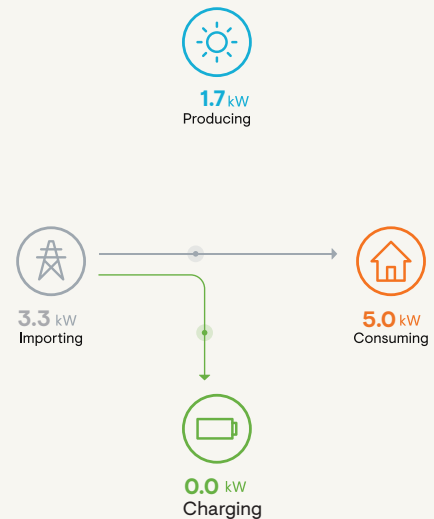 1.7 kW
Producing
3.3 kW
Importing
5.0 kW
Consuming
0.0 kW
Charging